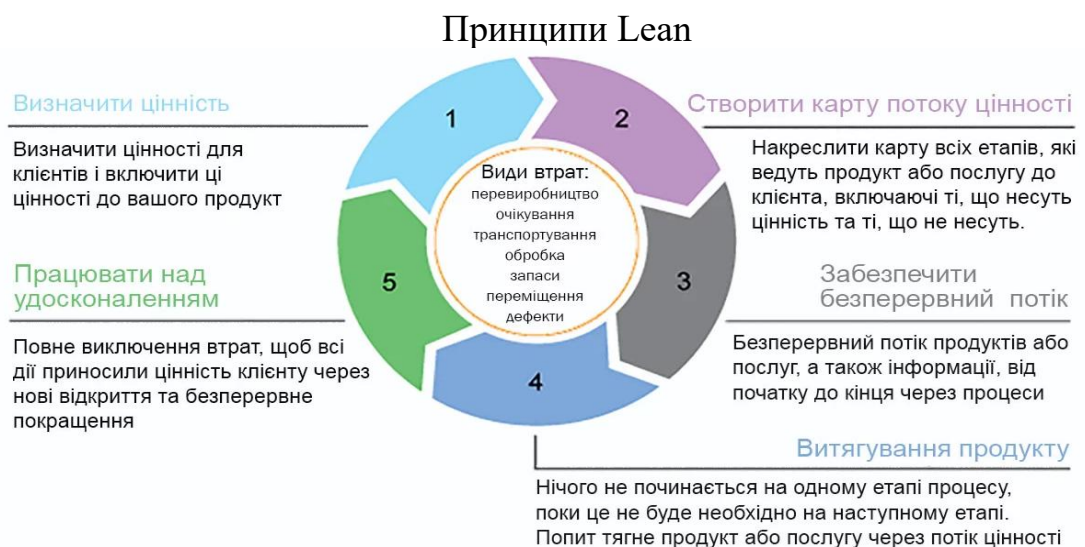 Принципи Lean
Визначити цінність
Визначити цінності для
клієнтів і включити ці
цінності до вашого продукт
1
2
Створити карту потоку цінності
Накреслити карту всіх етапів, які
ведуть продукт або послугу до
клієнта, включаючі ті, що несуть
цінність та ті, що не несуть.
Види втрат:
перевиробництво
очікування
транспортування
обробка
запаси
переміщення
дефекти
3
Забезпечити
безперервний потік
Безперервний потік продуктів або
послуг, а також інформації, від
початку до кінця через процеси
4
Витягування продукту
Нічого не починається на одному етапі процесу,
поки це не буде необхідно на наступному етапі.
Попит тягне продукт або послугу через потік цінності
5
Працювати над
удосконаленням
Повне виключення втрат, щоб всі
дії приносили цінність клієнту через
нові відкриття та безперервне
покращення